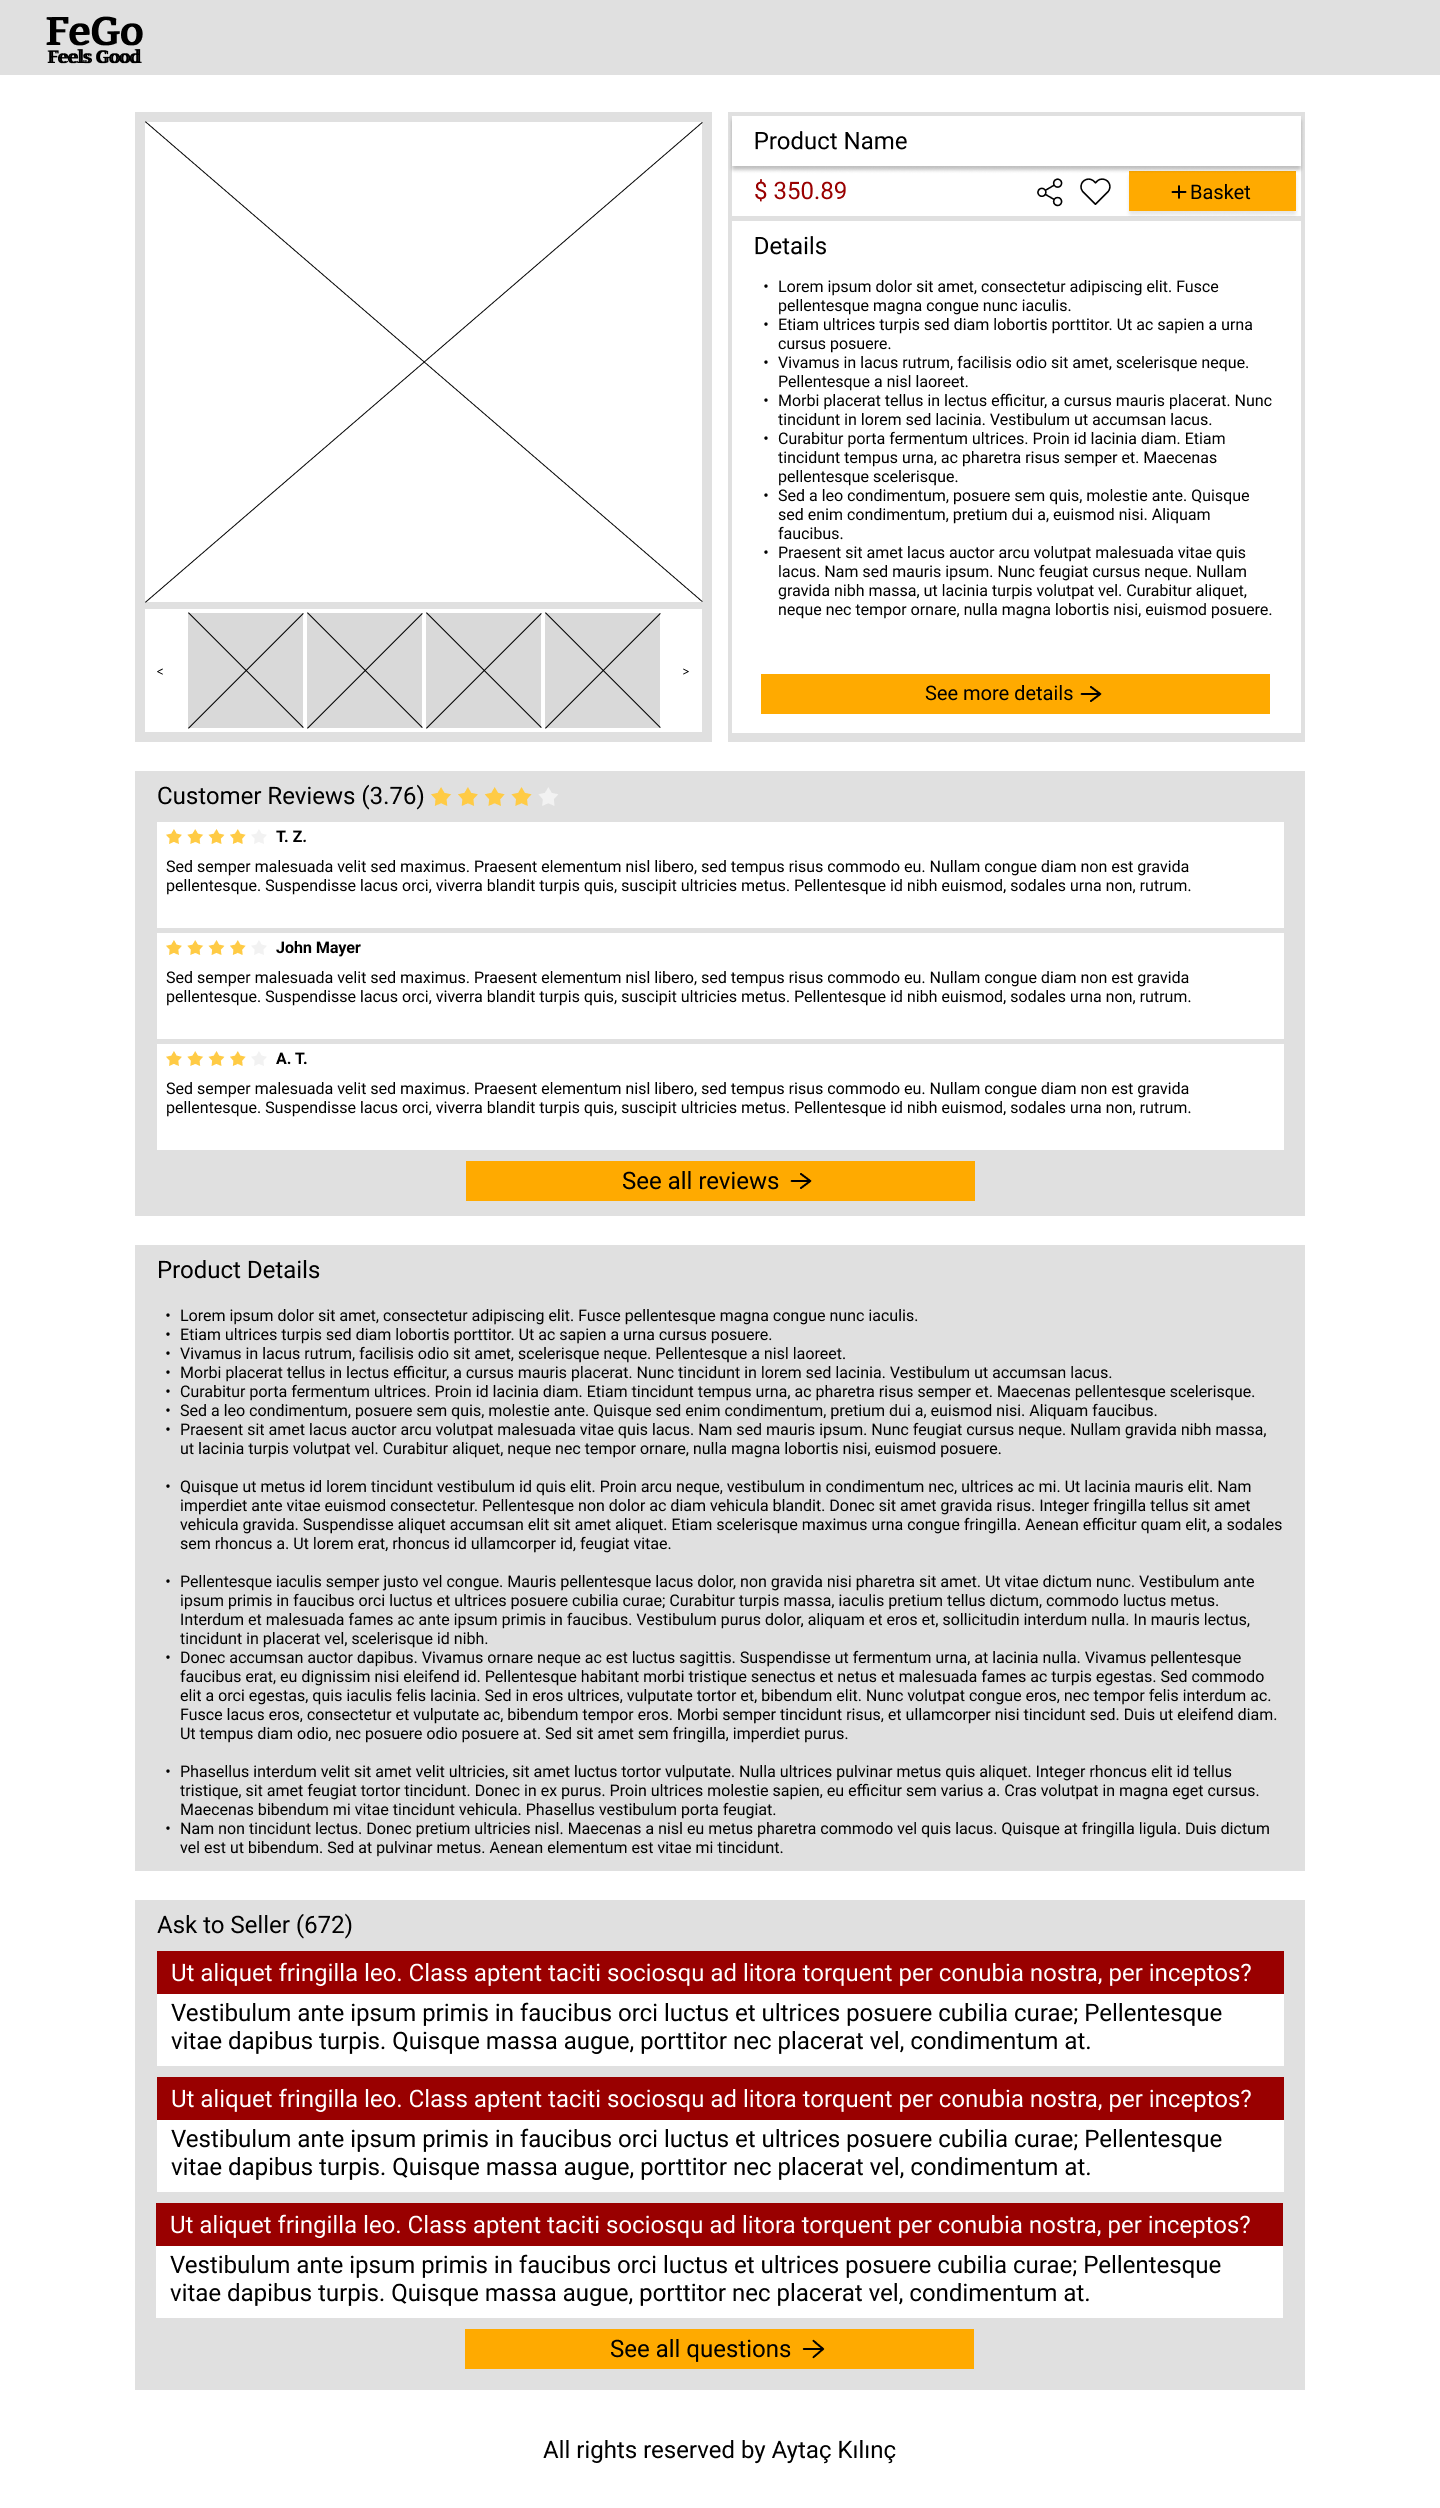 FeGo
Feels Good
Product Name
$ 350.89
+Basket
Details
• Lorem ipsum dolor sit amet, consectetur adipiscing elit. Fusce
pellentesque magna congue nunc iaculis.
• Etiam ultrices turpis sed diam lobortis porttitor. Ut ac sapien a urna
cursus posuere.
• Vivamus in lacus rutrum, facilisis odio sit amet, scelerisque neque.
Pellentesque a nisl laoreet.
• Morbi placerat tellus in lectus efficitur, a cursus mauris placerat. Nunc
tincidunt in lorem sed lacinia. Vestibulum ut accumsan lacus.
• Curabitur porta fermentum ultrices. Proin id lacinia diam. Etiam
tincidunt tempus urna, ac pharetra risus semper et. Maecenas
pellentesque scelerisque.
• Sed a leo condimentum, posuere sem quis, molestie ante. Quisque
sed enim condimentum, pretium dui a, euismod nisi. Aliquam
faucibus.
• Praesent sit amet lacus auctor arcu volutpat malesuada vitae quis
lacus. Nam sed mauris ipsum. Nunc feugiat cursus neque. Nullam
gravida nibh massa, ut lacinia turpis volutpat vel. Curabitur aliquet,
neque nec tempor ornare, nulla magna lobortis nisi, euismod posuere.
< >
See more details →
Customer Reviews (3.76)
T. Z.
Sed semper malesuada velit sed maximus. Praesent elementum nisl libero, sed tempus risus commodo eu. Nullam congue diam non est gravida
pellentesque. Suspendisse lacus orci, viverra blandit turpis quis, suscipit ultricies metus. Pellentesque id nibh euismod, sodales urna non, rutrum.
John Mayer
Sed semper malesuada velit sed maximus. Praesent elementum nisl libero, sed tempus risus commodo eu. Nullam congue diam non est gravida
pellentesque. Suspendisse lacus orci, viverra blandit turpis quis, suscipit ultricies metus. Pellentesque id nibh euismod, sodales urna non, rutrum.
A. T.
Sed semper malesuada velit sed maximus. Praesent elementum nisl libero, sed tempus risus commodo eu. Nullam congue diam non est gravida
pellentesque. Suspendisse lacus orci, viverra blandit turpis quis, suscipit ultricies metus. Pellentesque id nibh euismod, sodales urna non, rutrum.
See all reviews →
Product Details
• Lorem ipsum dolor sit amet, consectetur adipiscing elit. Fusce pellentesque magna congue nunc iaculis.
• Etiam ultrices turpis sed diam lobortis porttitor. Ut ac sapien a urna cursus posuere.
• Vivamus in lacus rutrum, facilisis odio sit amet, scelerisque neque. Pellentesque a nisl laoreet.
• Morbi placerat tellus in lectus efficitur, a cursus mauris placerat. Nunc tincidunt in lorem sed lacinia. Vestibulum ut accumsan lacus.
• Curabitur porta fermentum ultrices. Proin id lacinia diam. Etiam tincidunt tempus urna, ac pharetra risus semper et. Maecenas pellentesque scelerisque.
• Sed a leo condimentum, posuere sem quis, molestie ante. Quisque sed enim condimentum, pretium dui a, euismod nisi. Aliquam faucibus.
• Praesent sit amet lacus auctor arcu volutpat malesuada vitae quis lacus. Nam sed mauris ipsum. Nunc feugiat cursus neque. Nullam gravida nibh massa,
ut lacinia turpis volutpat vel. Curabitur aliquet, neque nec tempor ornare, nulla magna lobortis nisi, euismod posuere.
• Quisque ut metus id lorem tincidunt vestibulum id quis elit. Proin arcu neque, vestibulum in condimentum nec, ultrices ac mi. Ut lacinia mauris elit. Nam
imperdiet ante vitae euismod consectetur. Pellentesque non dolor ac diam vehicula blandit. Donec sit amet gravida risus. Integer fringilla tellus sit amet
vehicula gravida. Suspendisse aliquet accumsan elit sit amet aliquet. Etiam scelerisque maximus urna congue fringilla. Aenean efficitur quam elit, a sodales
sem rhoncus a. Ut lorem erat, rhoncus id ullamcorper id, feugiat vitae.
• Pellentesque iaculis semper justo vel congue. Mauris pellentesque lacus dolor, non gravida nisi pharetra sit amet. Ut vitae dictum nunc. Vestibulum ante
ipsum primis in faucibus orci luctus et ultrices posuere cubilia curae; Curabitur turpis massa, iaculis pretium tellus dictum, commodo luctus metus.
Interdum et malesuada fames ac ante ipsum primis in faucibus. Vestibulum purus dolor, aliquam et eros et, sollicitudin interdum nulla. In mauris lectus,
tincidunt in placerat vel, scelerisque id nibh.
• Donec accumsan auctor dapibus. Vivamus ornare neque ac est luctus sagittis. Suspendisse ut fermentum urna, at lacinia nulla. Vivamus pellentesque
faucibus erat, eu dignissim nisi eleifend id. Pellentesque habitant morbi tristique senectus et netus et malesuada fames ac turpis egestas. Sed commodo
elit a orci egestas, quis iaculis felis lacinia. Sed in eros ultrices, vulputate tortor et, bibendum elit. Nunc volutpat congue eros, nec tempor felis interdum ac.
Fusce lacus eros, consectetur et vulputate ac, bibendum tempor eros. Morbi semper tincidunt risus, et ullamcorper nisi tincidunt sed. Duis ut eleifend diam.
Ut tempus diam odio, nec posuere odio posuere at. Sed sit amet sem fringilla, imperdiet purus.
• Phasellus interdum velit sit amet velit ultricies, sit amet luctus tortor vulputate. Nulla ultrices pulvinar metus quis aliquet. Integer rhoncus elit id tellus
tristique, sit amet feugiat tortor tincidunt. Donec in ex purus. Proin ultrices molestie sapien, eu efficitur sem varius a. Cras volutpat in magna eget cursus.
Maecenas bibendum mi vitae tincidunt vehicula. Phasellus vestibulum porta feugiat.
• Nam non tincidunt lectus. Donec pretium ultricies nisl. Maecenas a nisl eu metus pharetra commodo vel quis lacus. Quisque at fringilla ligula. Duis dictum
vel est ut bibendum. Sed at pulvinar metus. Aenean elementum est vitae mi tincidunt.
Ask to Seller (672)
Ut aliquet fringilla leo. Class aptent taciti sociosqu ad litora torquent per conubia nostra, per inceptos?
Vestibulum ante ipsum primis in faucibus orci luctus et ultrices posuere cubilia curae; Pellentesque
vitae dapibus turpis. Quisque massa augue, porttitor nec placerat vel, condimentum at.
Ut aliquet fringilla leo. Class aptent taciti sociosqu ad litora torquent per conubia nostra, per inceptos?
Vestibulum ante ipsum primis in faucibus orci luctus et ultrices posuere cubilia curae; Pellentesque
vitae dapibus turpis. Quisque massa augue, porttitor nec placerat vel, condimentum at.
Ut aliquet fringilla leo. Class aptent taciti sociosqu ad litora torquent per conubia nostra, per inceptos?
Vestibulum ante ipsum primis in faucibus orci luctus et ultrices posuere cubilia curae; Pellentesque
vitae dapibus turpis. Quisque massa augue, porttitor nec placerat vel, condimentum at.
See all questions →
All rights reserved by Aytaç Kılınç